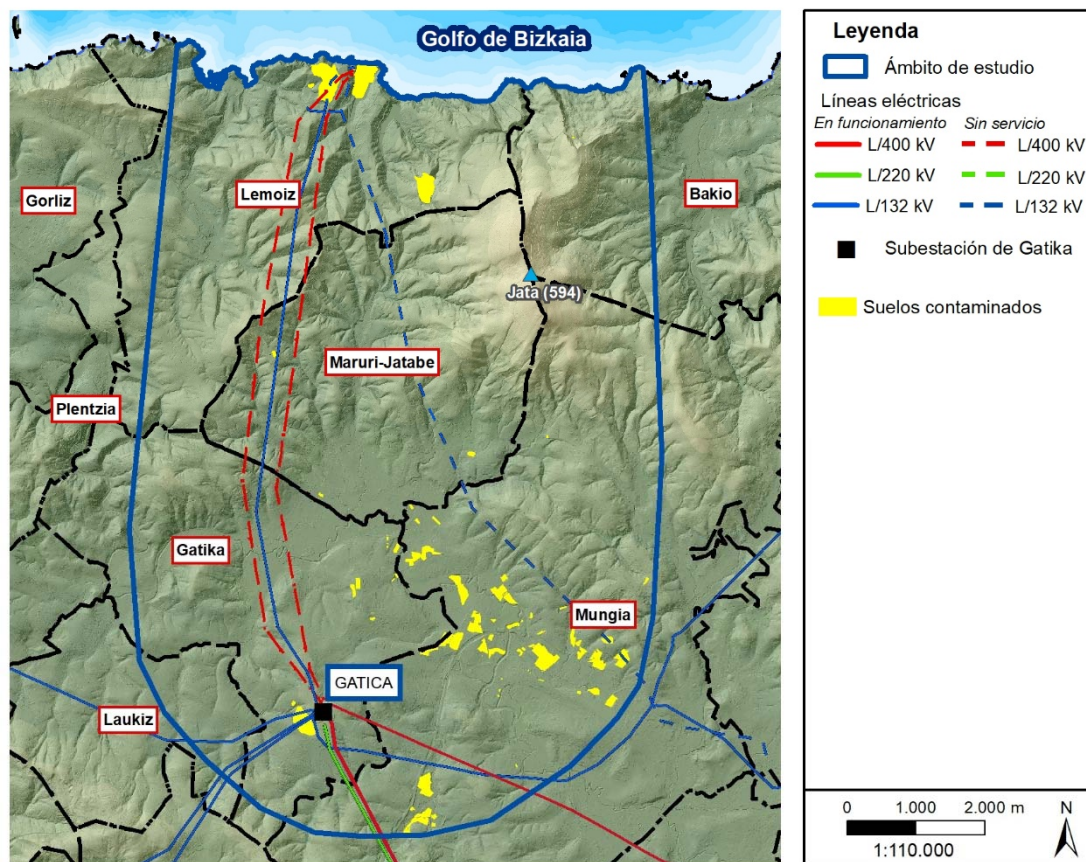 Golfo de Bizkaia
Gorliz
Lemoiz
Bakio
Jata (594)
Maruri-Jatabe
Plentzia
Gatika
Mungia
GATICA
Laukiz
Leyenda
Ámbito de estudio
Líneas eléctricas
En funcionamiento Sin servicio
L/400 kV L/400 kV
L/220 kV L/220 kV
L/132 kV L/132 kV
Subestación de Gatika
Suelos contaminados
0 1.000 2.000 m N
1:110.000